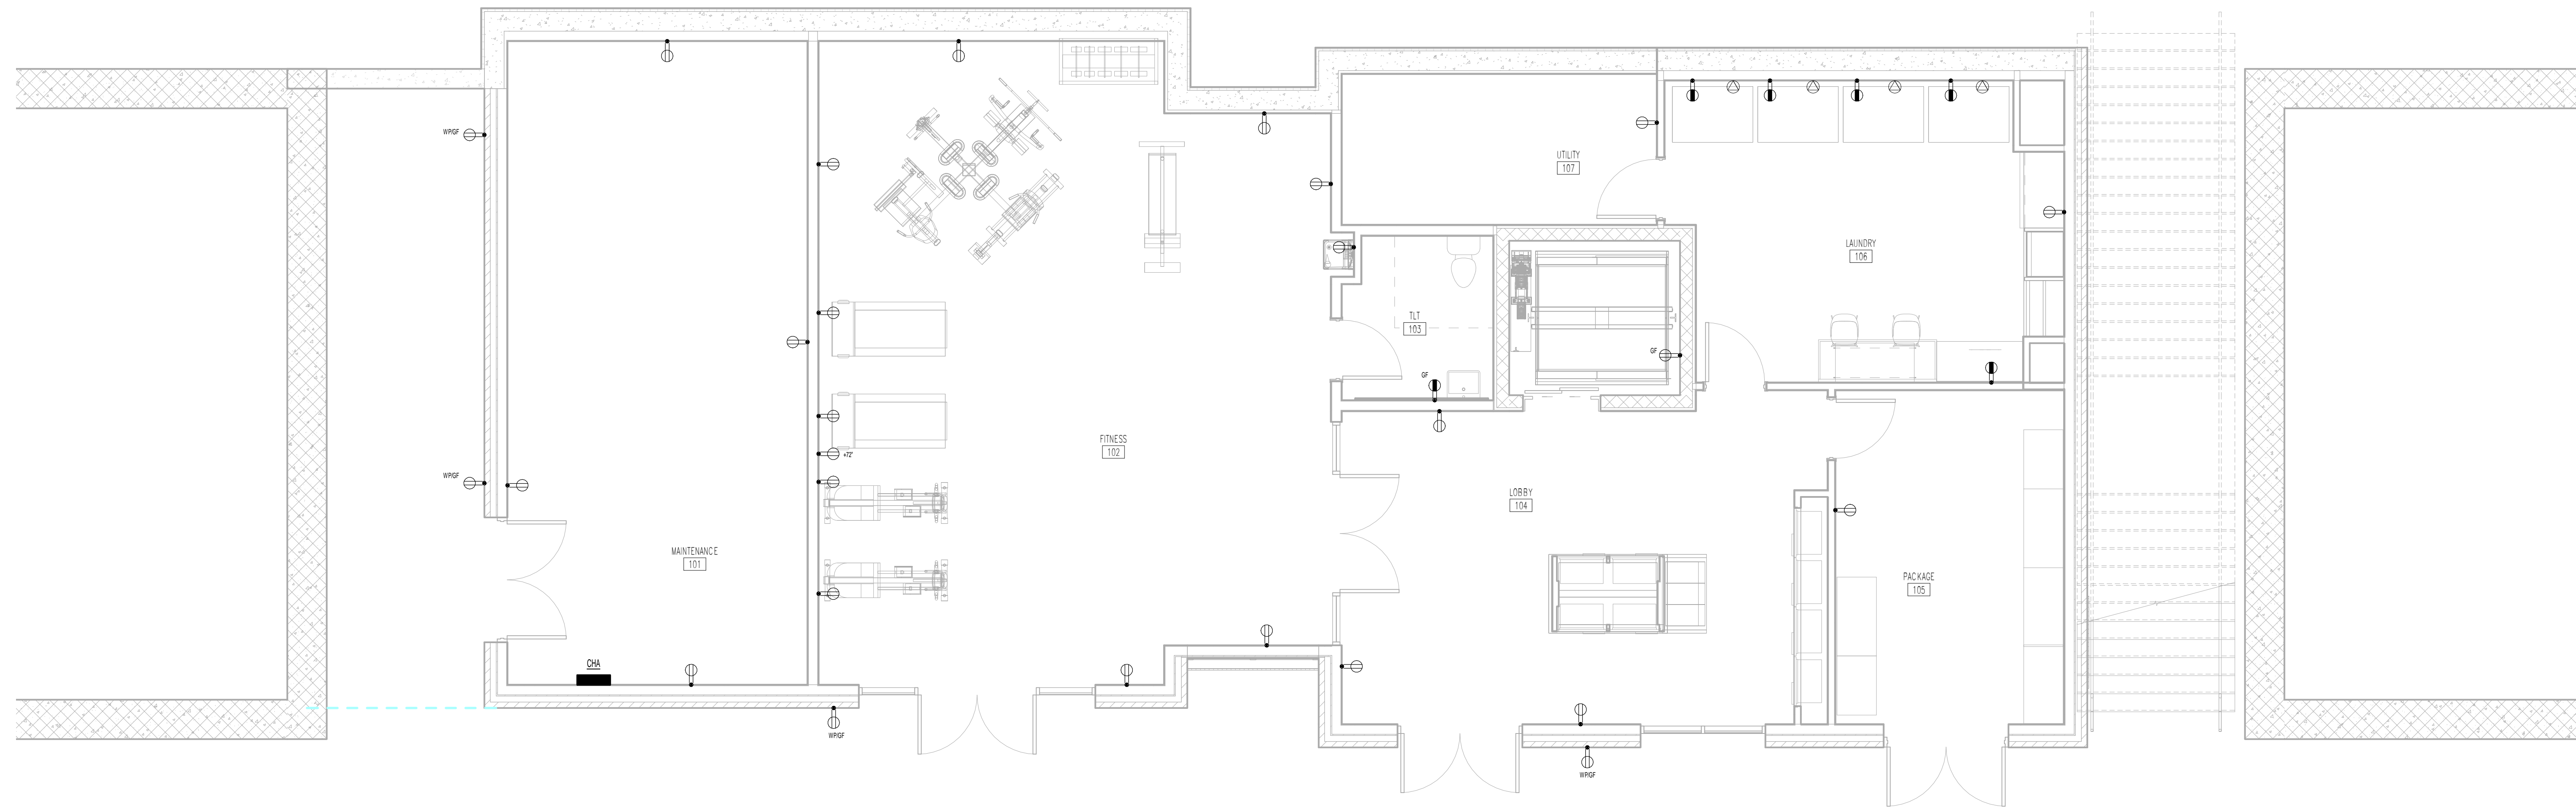 WP/GF
UTILITY
107
LAUNDRY
106
TLT
103
GF
GF
FITNESS
102
+72"
WP/GF
LOBBY
104
MAINTENANCE
101
PACKAGE
105
CHA
WP/GF
WP/GF